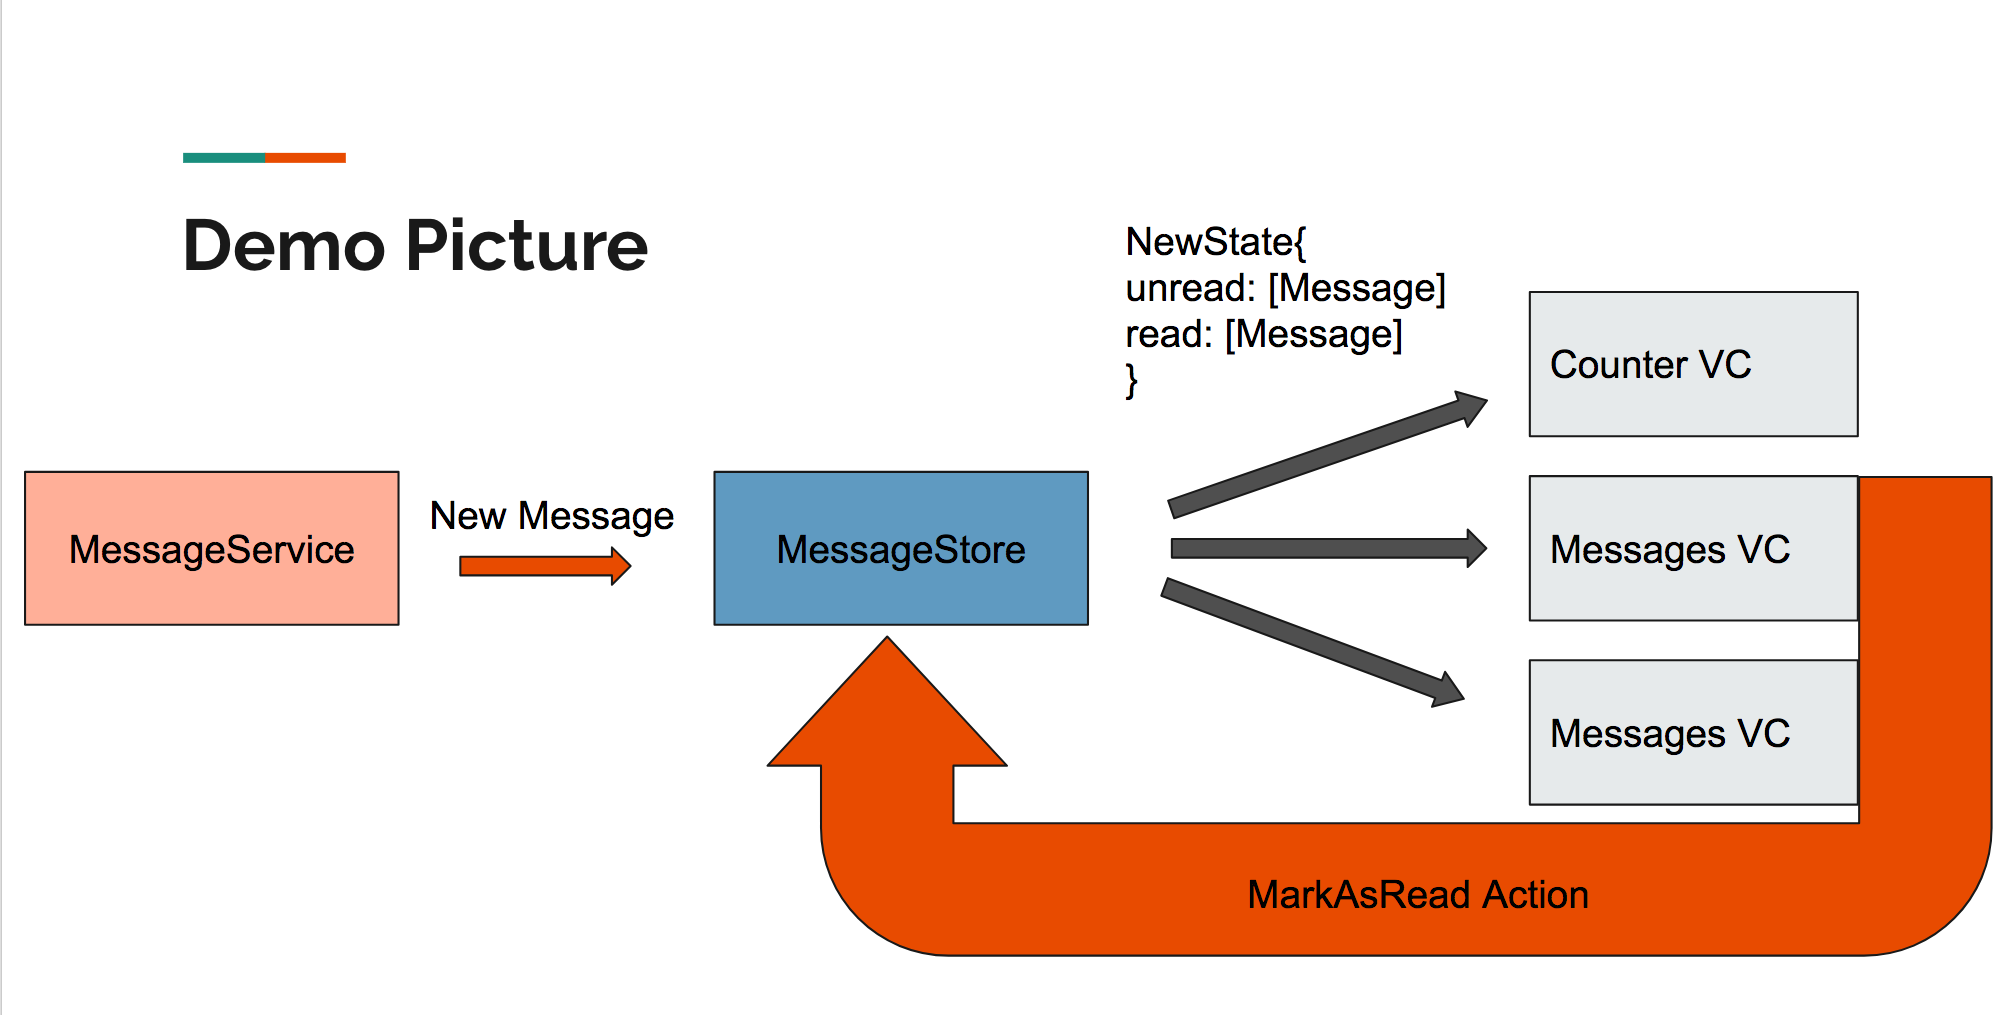 Demo Picture
NewState{
unread: [Message]
read: [Message]
}
Counter VC
MessageService
New Message
MessageStore
Messages VC
Messages VC
MarkAsRead Action